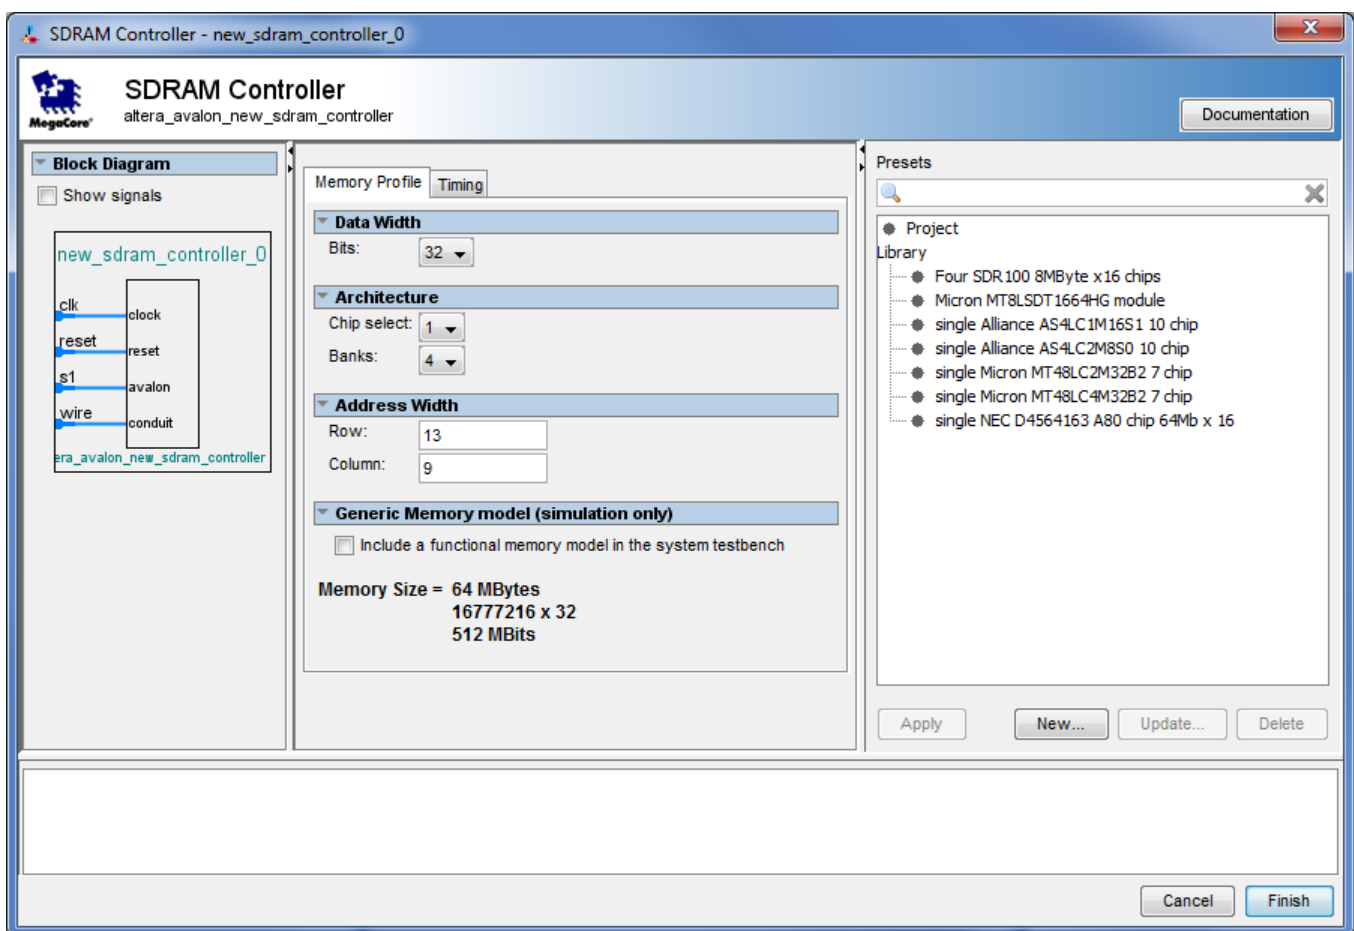 SDRAM Controller - new_sdram_controller_0
SDRAM Controller
altera_avalon_new_sdram_controller
MegaCore®
Documentation
Block Diagram
Show signals
new_sdram_controller_0
clk
clock
reset
reset
s1
avalon
wire
conduit
era_avalon_new_sdram_controller
Memory Profile
Timing
Data Width
Bits: 32
Architecture
Chip select: 1
Banks: 4
Address Width
Row: 13
Column: 9
Generic Memory model (simulation only)
Include a functional memory model in the system testbench
Memory Size = 64 MBytes
16777216 x 32
512 MBits
Presets
Project
Library
Four SDR100 8MByte x16 chips
Micron MT8LSDT1664HG module
single Alliance AS4LC1M16S1 10 chip
single Alliance AS4LC2M8S0 10 chip
single Micron MT48LC2M32B2 7 chip
single Micron MT48LC4M32B2 7 chip
single NEC D4564163 A80 chip 64Mb x 16
Apply
New...
Update...
Delete
Cancel
Finish